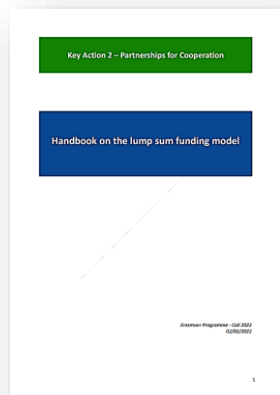 Key Action 2 – Partnerships for Cooperation
Handbook on the lump sum funding model
Erasmus+ Programme - Call 2022
02/02/2022
1